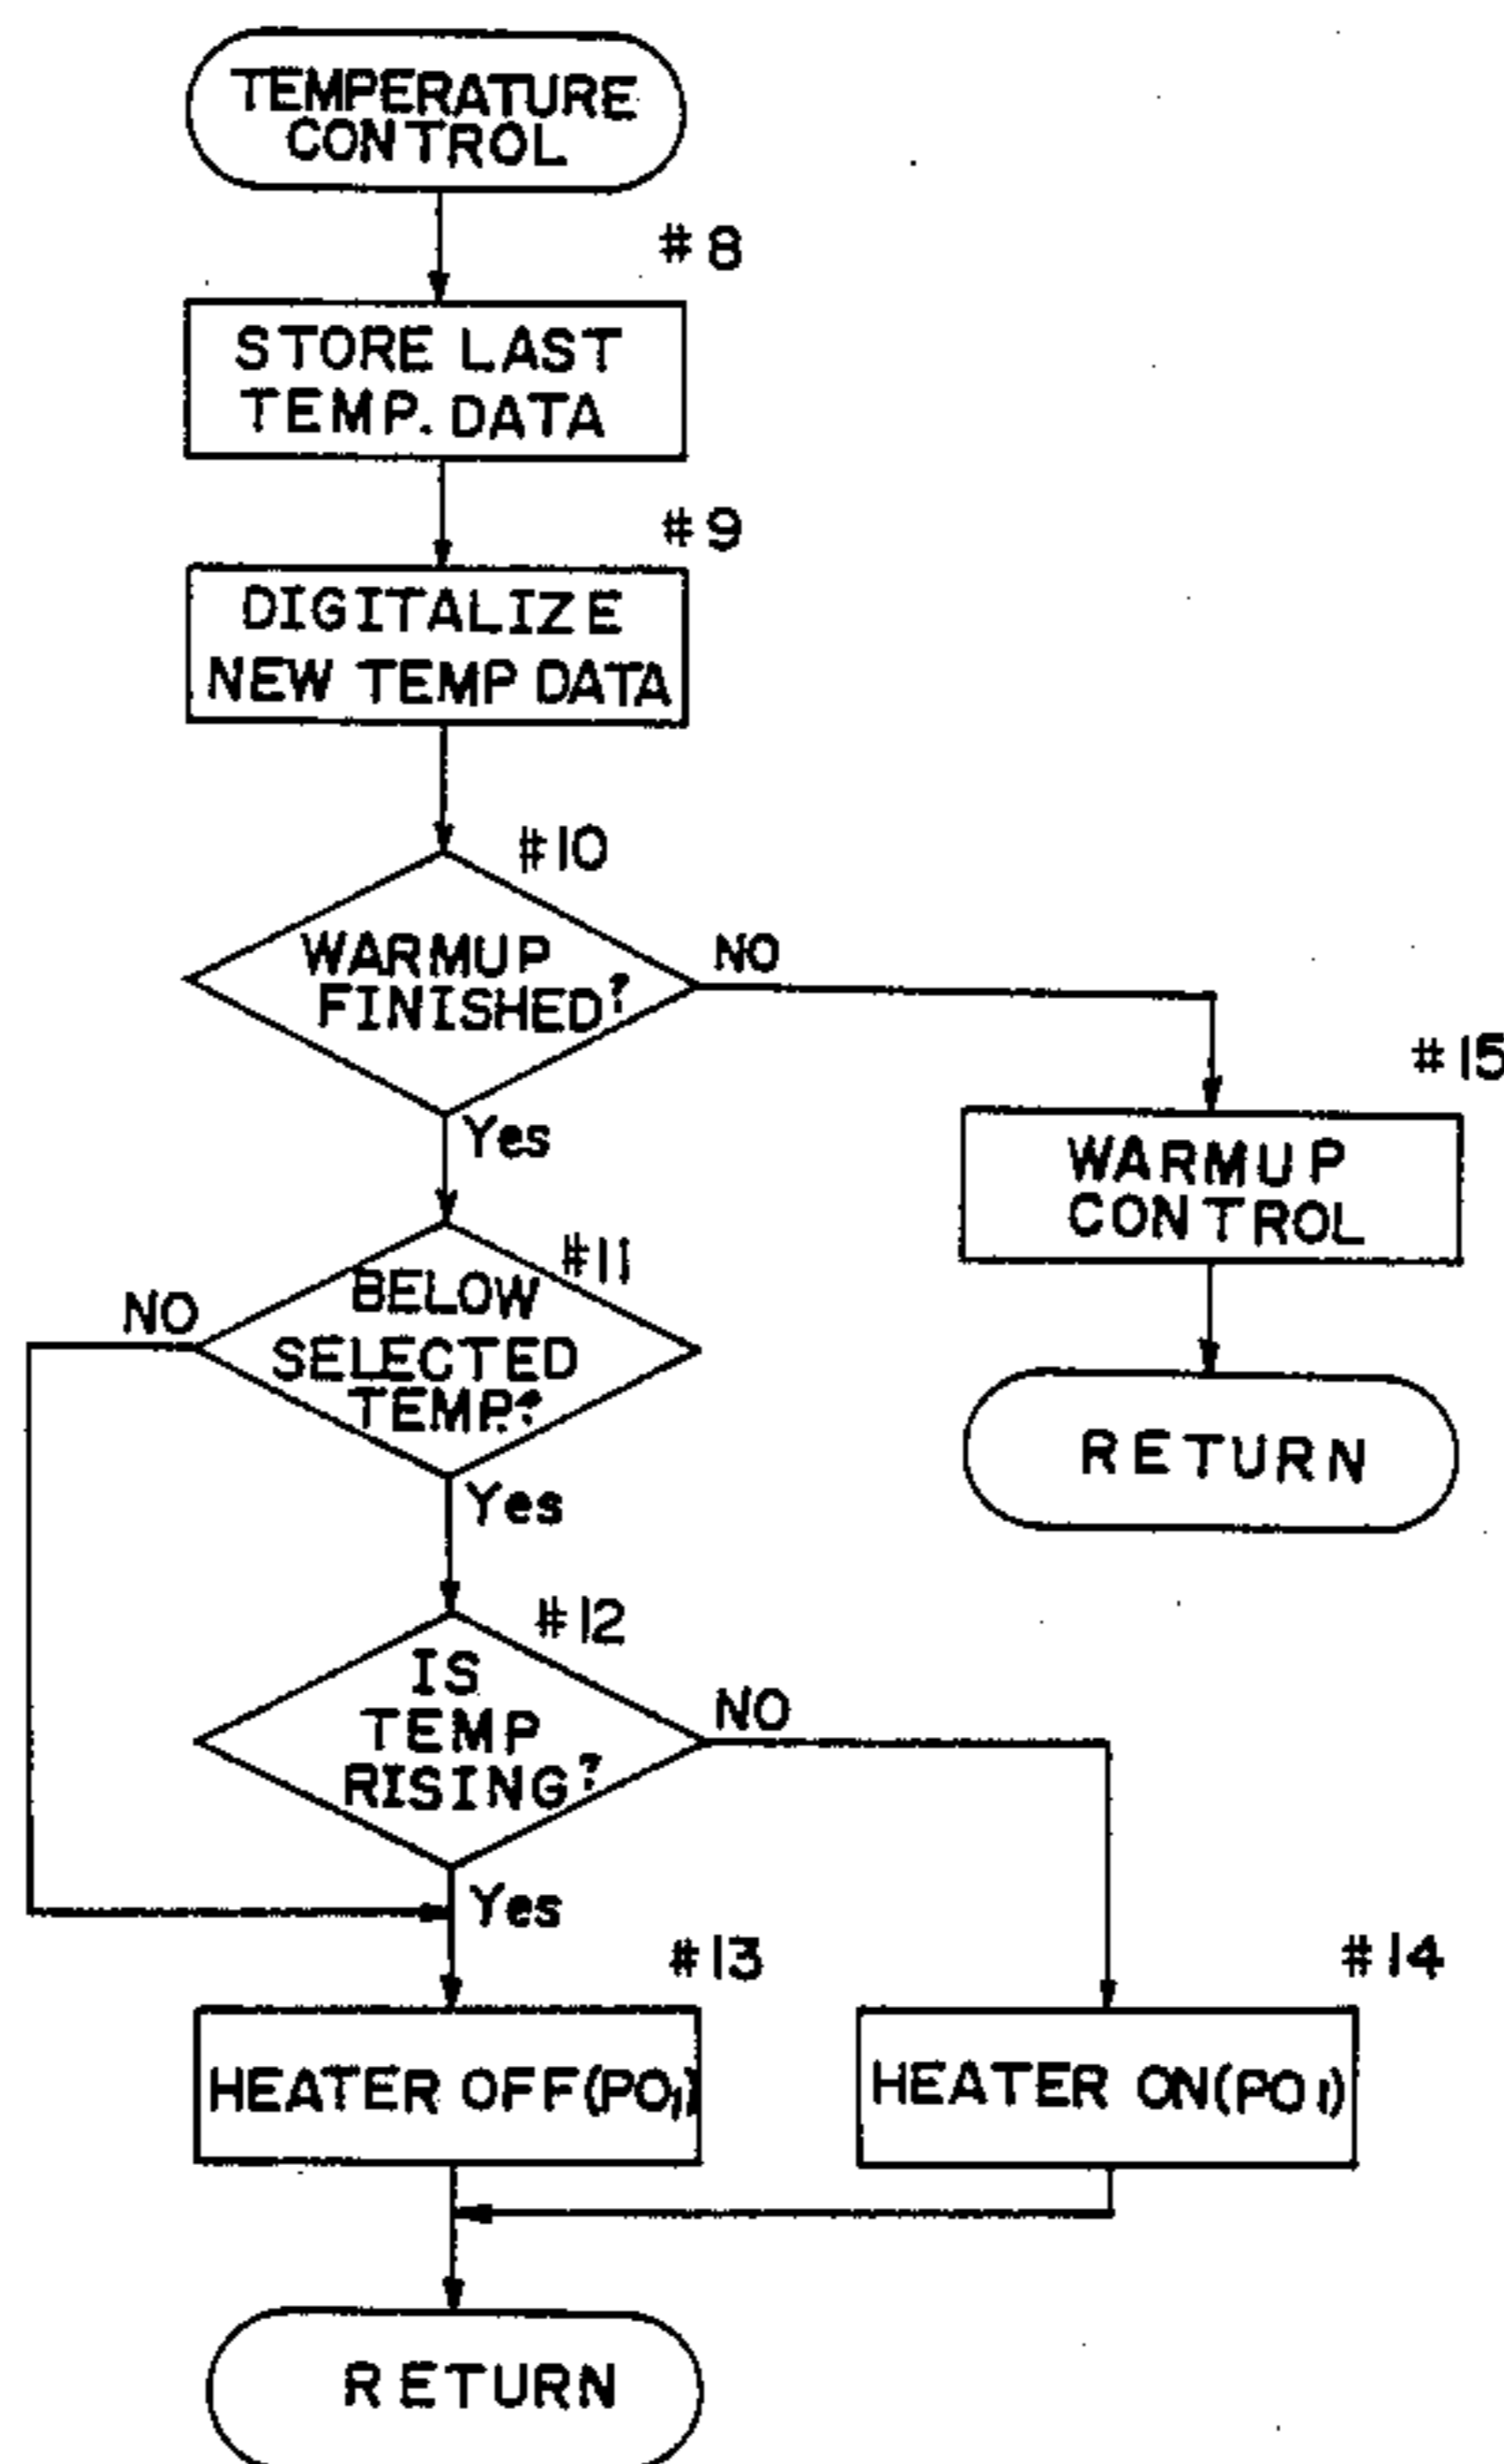 TEMPERATURE
CONTROL
#8
STORE LAST
TEMP. DATA
#9
DIGITALIZE
NEW TEMP DATA
#10
WARMUP
FINISHED?
NO
Yes
#15
WARMUP
CONTROL
RETURN
#11
BELOW
SELECTED
TEMP.?
NO
Yes
#12
IS
TEMP
RISING?
NO
Yes
#13
HEATER OFF(PO1)
#14
HEATER ON(PO1)
RETURN